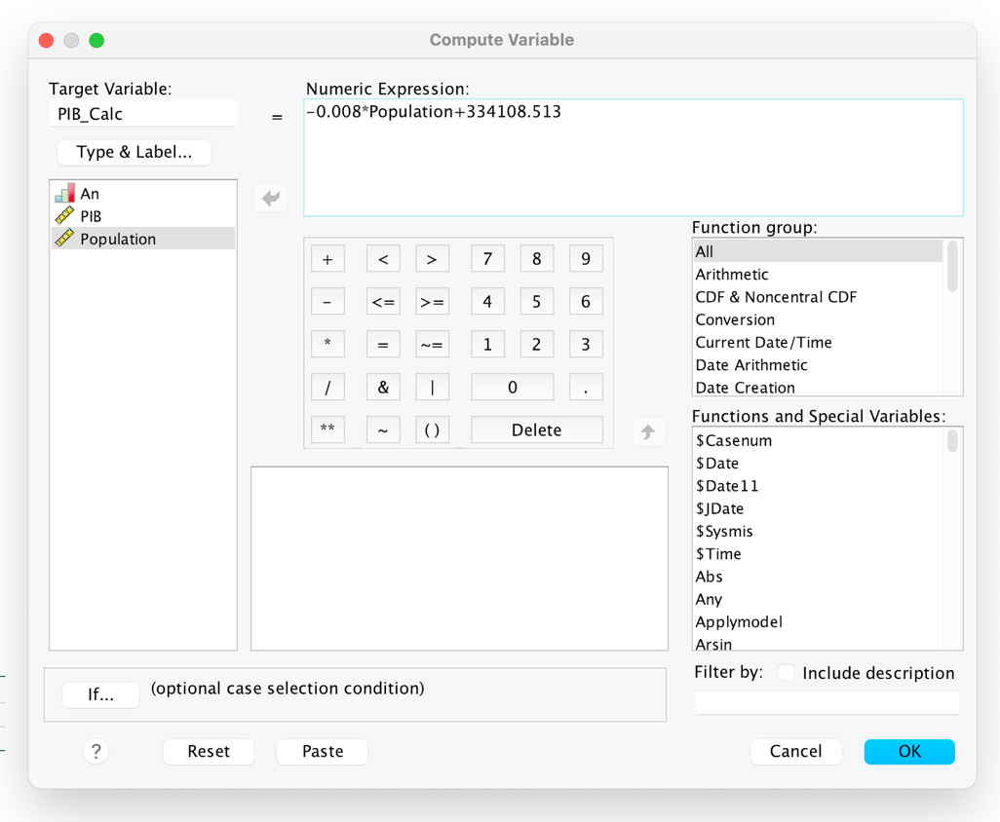 Compute Variable
Target Variable:
PIB_Calc
Type & Label...
=
Numeric Expression:
-0.008*Population+334108.513
An
PIB
Population
+ < > 7 8 9
- <= >= 4 5 6
* = ~= 1 2 3
/ & | 0 .
** ~ () Delete
Function group:
All
Arithmetic
CDF & Noncentral CDF
Conversion
Current Date/Time
Date Arithmetic
Date Creation
Functions and Special Variables:
$Casenum
$Date
$Date11
$JDate
$Sysmis
$Time
Abs
Any
Applymodel
Arsin
Filter by: Include description
If... (optional case selection condition)
? Reset Paste Cancel OK